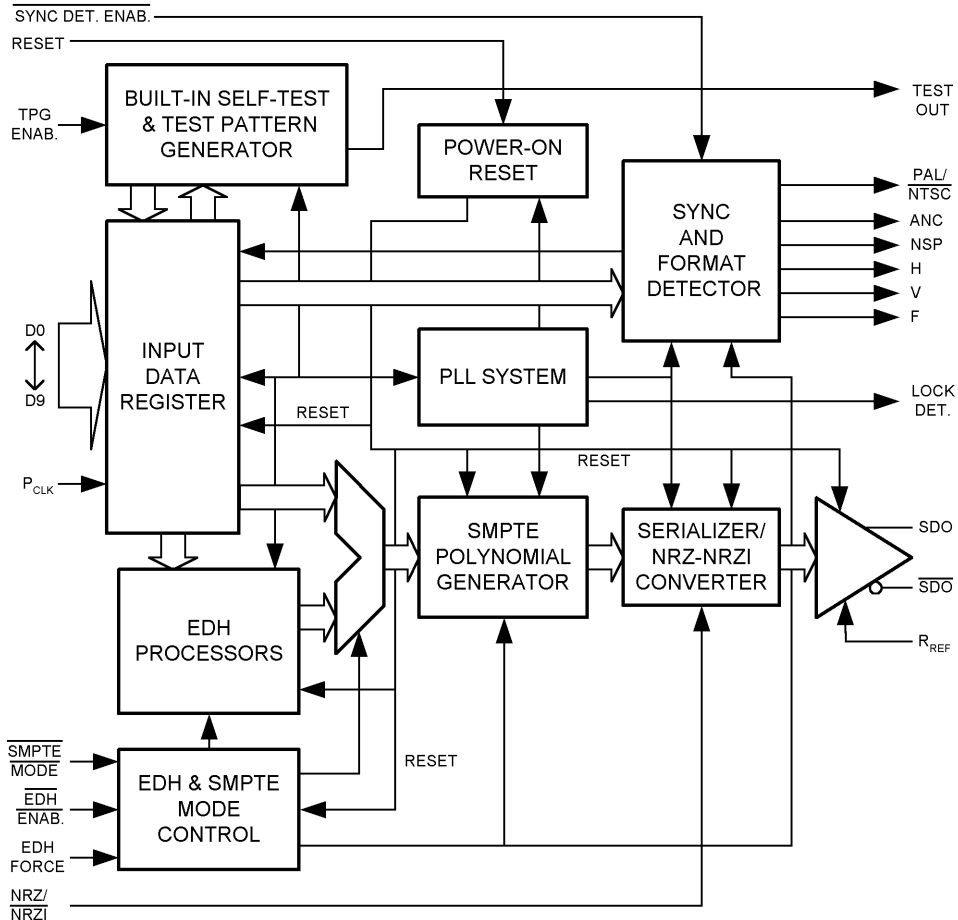 SYNC DET. ENAB.
RESET
TPG
ENAB.
BUILT-IN SELF-TEST
& TEST PATTERN
GENERATOR
POWER-ON
RESET
SYNC
AND
FORMAT
DETECTOR
TEST
OUT
PAL/
NTSC
ANC
NSP
H
V
F
D0
D9
INPUT
DATA
REGISTER
PLL SYSTEM
LOCK
DET.
RESET
RESET
PCLK
SMPTE
POLYNOMIAL
GENERATOR
SERIALIZER/
NRZ-NRZI
CONVERTER
SDO
SDO
RREF
EDH
PROCESSORS
RESET
SMPTE
MODE
EDH
ENAB.
EDH
FORCE
EDH & SMPTE
MODE
CONTROL
NRZ/
NRZI